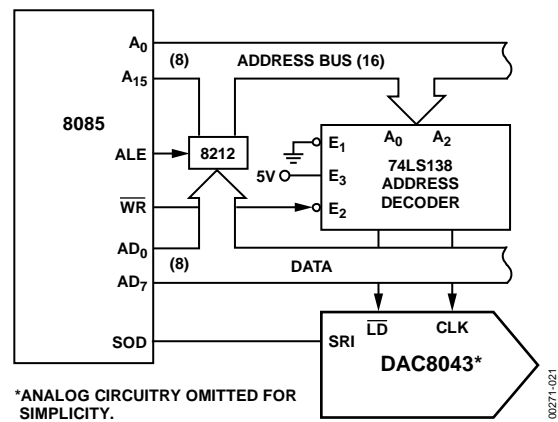 A0
(8)
ADDRESS BUS (16)
A15
8085
ALE
8212
5V
E1
E3
E2
A0 A2
74LS138
ADDRESS
DECODER
WR
AD0
(8)
DATA
AD7
SOD
SRI
LD
CLK
DAC8043*
*ANALOG CIRCUITRY OMITTED FOR
SIMPLICITY.
00271-021